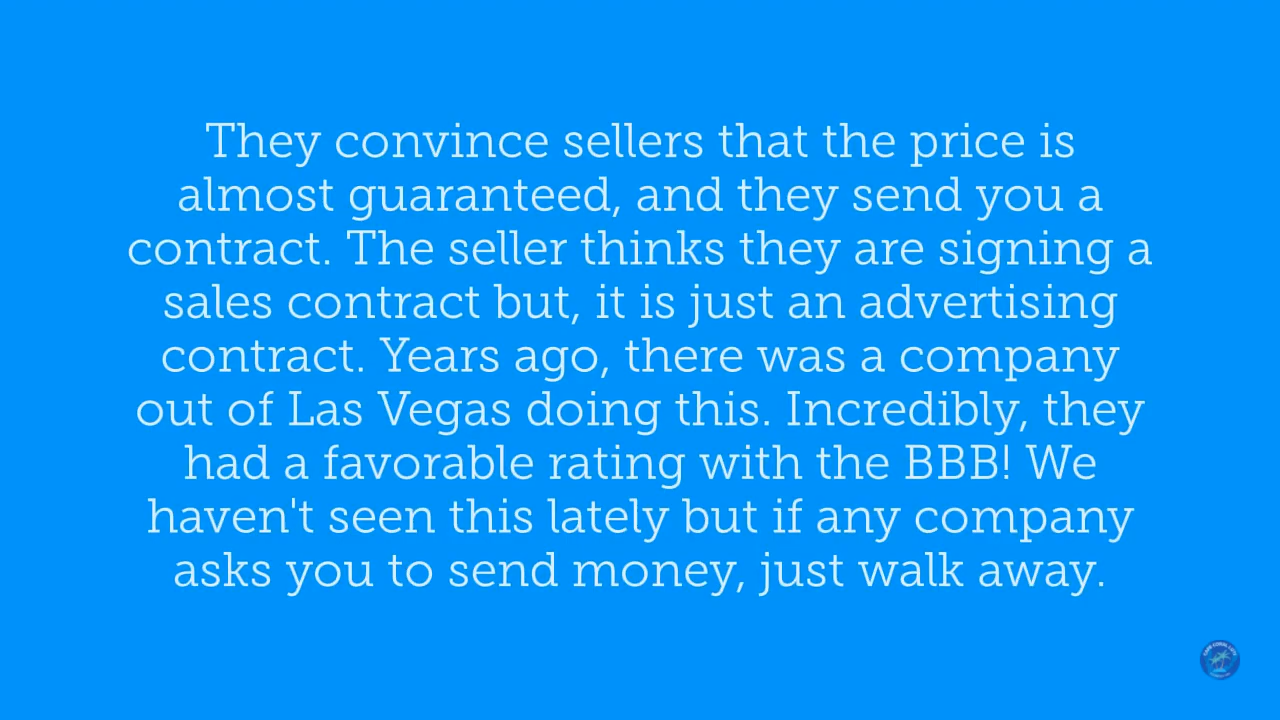 They convince sellers that the price is
almost guaranteed, and they send you a
contract. The seller thinks they are signing a
sales contract but, it is just an advertising
contract. Years ago, there was a company
out of Las Vegas doing this. Incredibly, they
had a favorable rating with the BBB! We
haven't seen this lately but if any company
asks you to send money, just walk away.